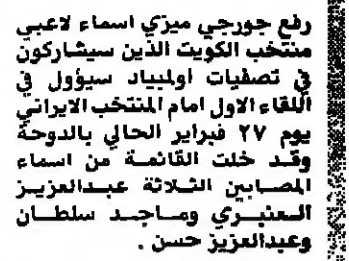 رفع جورجي ميزي اسماء لاعبي
منتخب الكويت الذين سيشاركون
في تصفيات اولمبياد سيؤول في
اللقاء الاول امام المنتخب الايراني
يوم ٢٧ فبراير الحالي بالدوحة
وقد خلت القائمة من اسماء
المصابين الثلاثة عبدالعزيز
العنبري وماجد سلطان
وعبدالعزيز حسن .